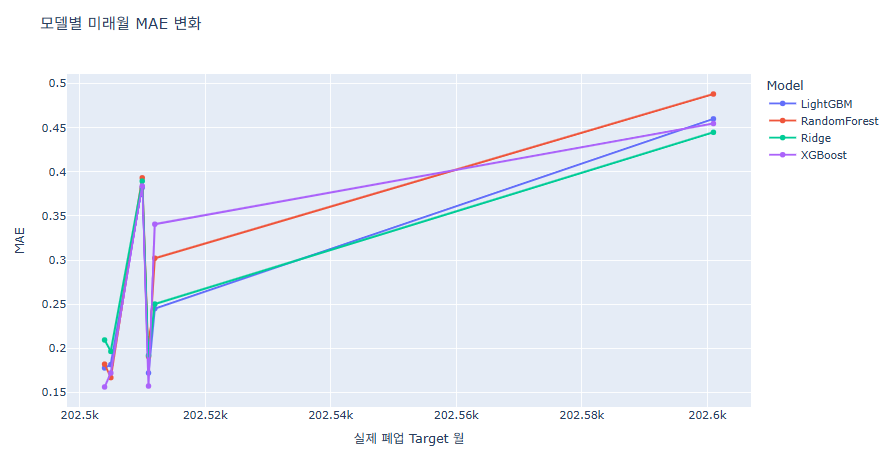 모델별 미래월 MAE 변화
Model
LightGBM
RandomForest
Ridge
XGBoost
MAE
0.5
0.45
0.4
0.35
0.3
0.25
0.2
0.15
202.5k 202.52k 202.54k 202.56k 202.58k 202.6k
실제 폐업 Target 월